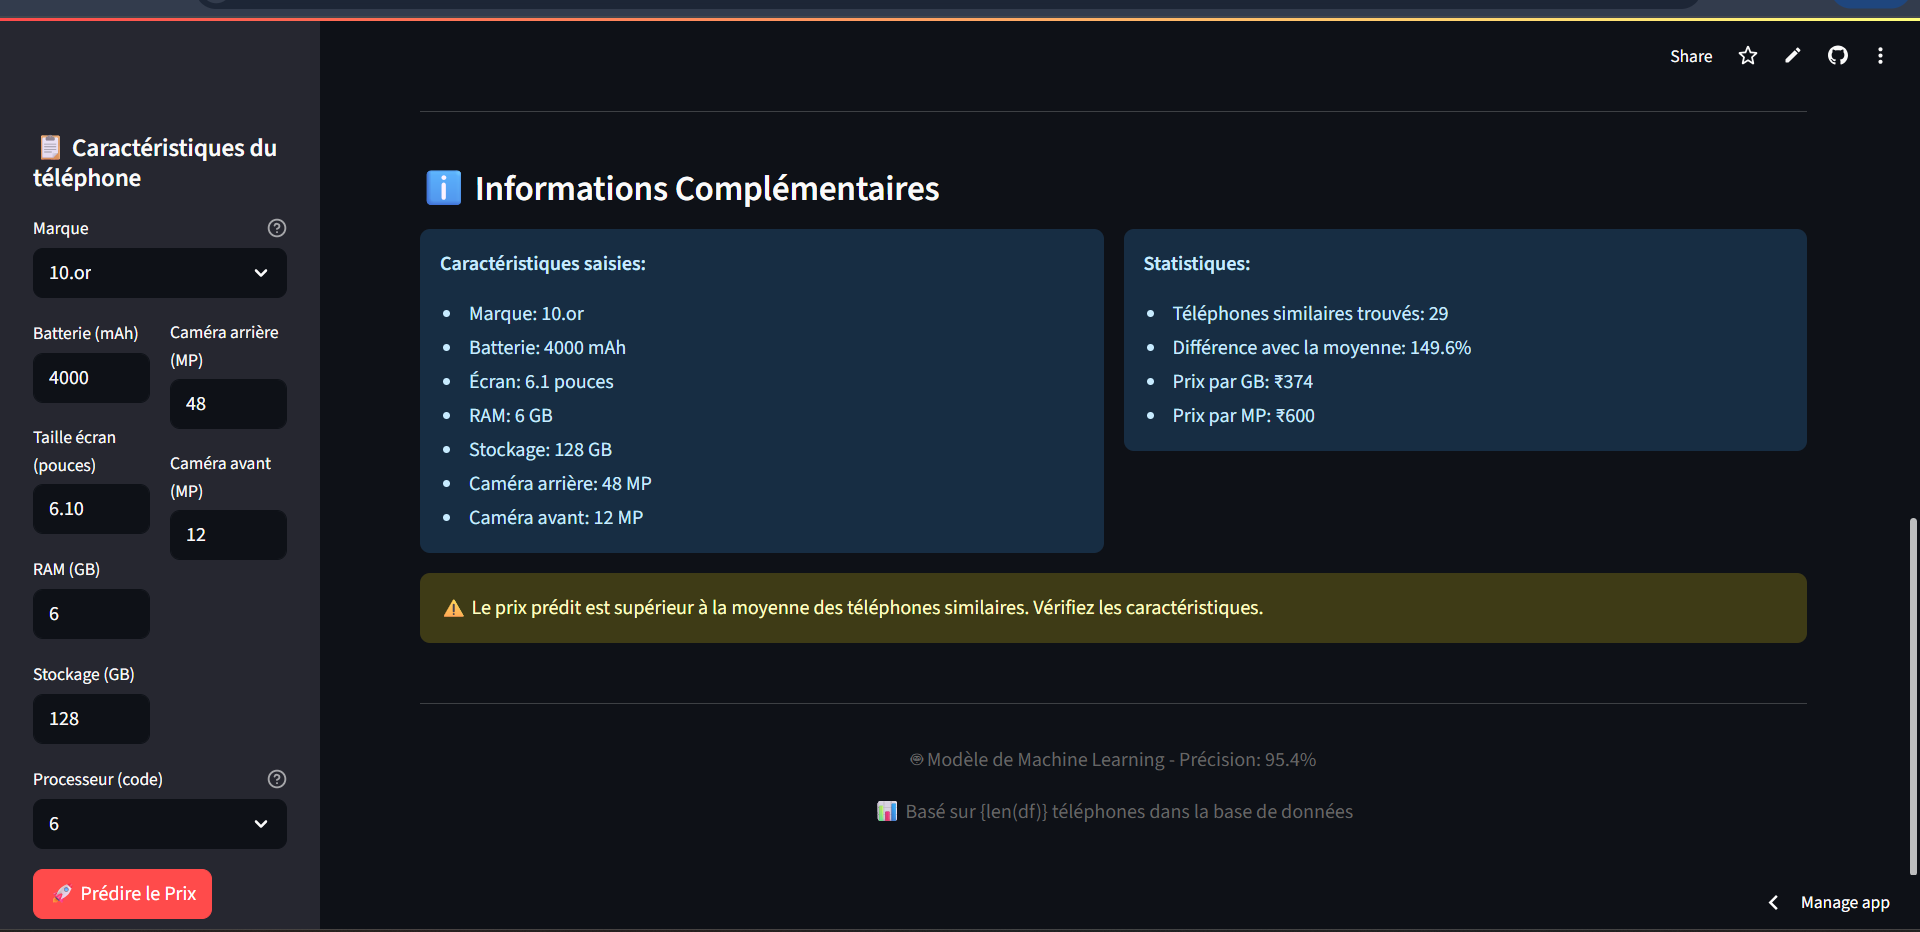 Share
📋 Caractéristiques du
téléphone
Marque
10.or
Batterie (mAh)
4000
Caméra arrière
(MP)
48
Taille écran
(pouces)
6.10
Caméra avant
(MP)
12
RAM (GB)
6
Stockage (GB)
128
Processeur (code)
6
🚀 Prédire le Prix
ℹ️ Informations Complémentaires
Caractéristiques saisies:
• Marque: 10.or
• Batterie: 4000 mAh
• Écran: 6.1 pouces
• RAM: 6 GB
• Stockage: 128 GB
• Caméra arrière: 48 MP
• Caméra avant: 12 MP
Statistiques:
• Téléphones similaires trouvés: 29
• Différence avec la moyenne: 149.6%
• Prix par GB: ₹374
• Prix par MP: ₹600
⚠️ Le prix prédit est supérieur à la moyenne des téléphones similaires. Vérifiez les caractéristiques.
Modèle de Machine Learning - Précision: 95.4%
📊 Basé sur {len(df)} téléphones dans la base de données
Manage app